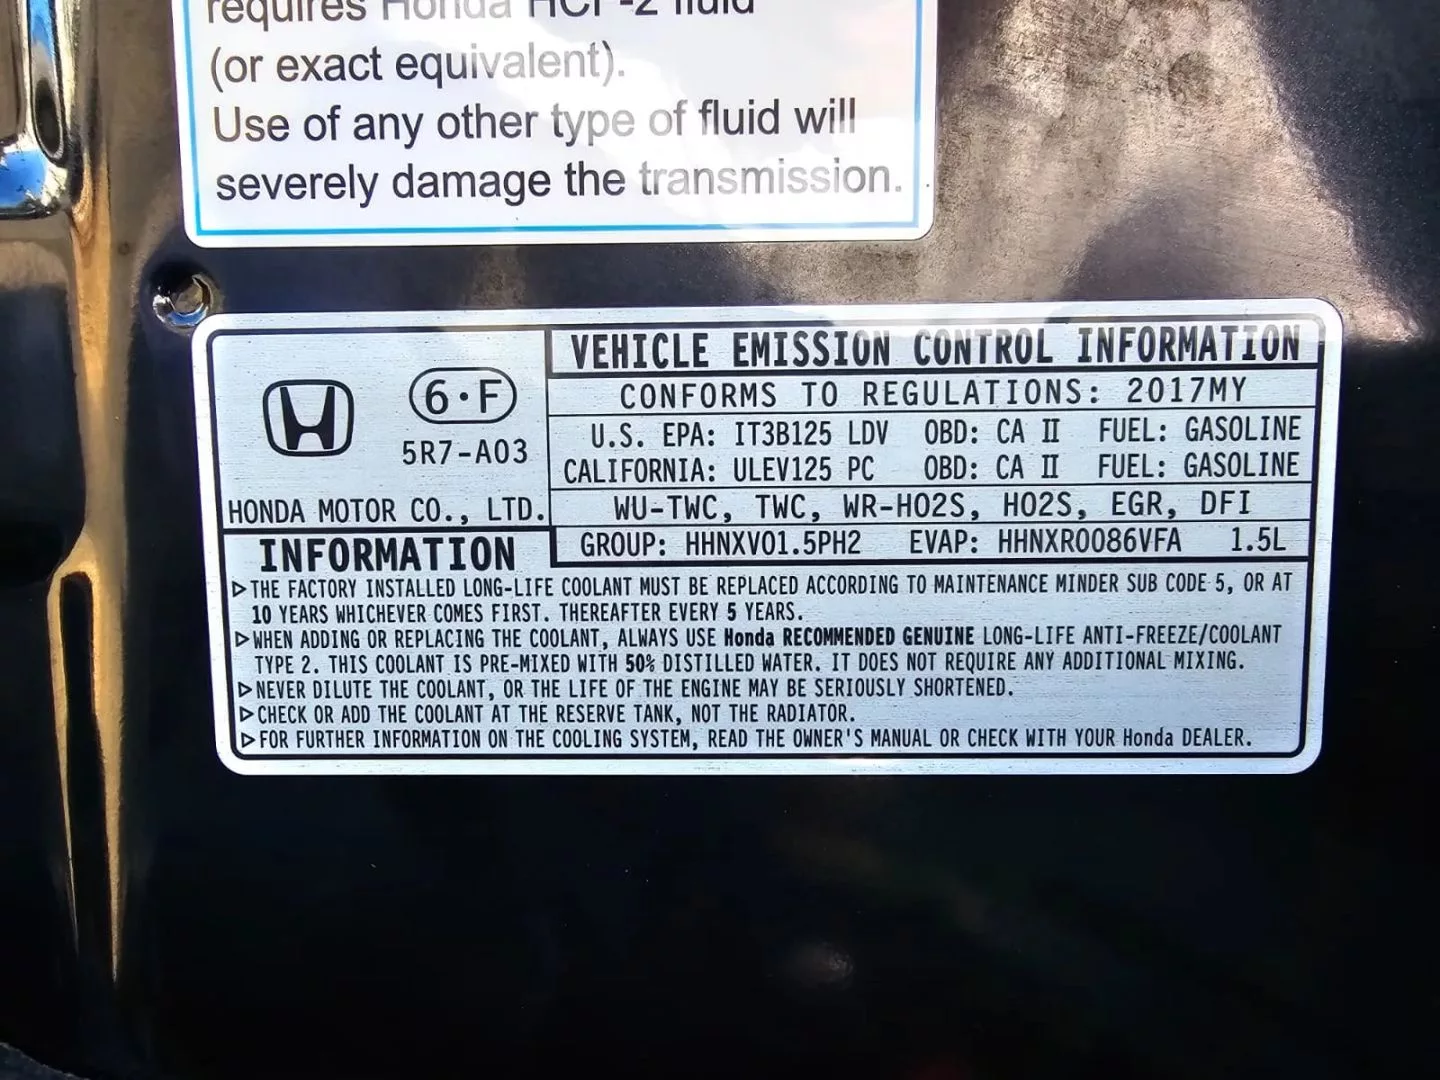 requires Honda HCF-2 fluid
(or exact equivalent).
Use of any other type of fluid will
severely damage the transmission.
6·F
5R7-A03
HONDA MOTOR CO., LTD.
VEHICLE EMISSION CONTROL INFORMATION
CONFORMS TO REGULATIONS: 2017MY
U.S. EPA: IT3B125 LDV OBD: CA II FUEL: GASOLINE
CALIFORNIA: ULEV125 PC OBD: CA II FUEL: GASOLINE
WU-TWC, TWC, WR-HO2S, HO2S, EGR, DFI
GROUP: HHNXV01.5PH2 EVAP: HHNXR0086VFA 1.5L
INFORMATION
▷THE FACTORY INSTALLED LONG-LIFE COOLANT MUST BE REPLACED ACCORDING TO MAINTENANCE MINDER SUB CODE 5, OR AT
10 YEARS WHICHEVER COMES FIRST. THEREAFTER EVERY 5 YEARS.
▷WHEN ADDING OR REPLACING THE COOLANT, ALWAYS USE Honda RECOMMENDED GENUINE LONG-LIFE ANTI-FREEZE/COOLANT
TYPE 2. THIS COOLANT IS PRE-MIXED WITH 50% DISTILLED WATER. IT DOES NOT REQUIRE ANY ADDITIONAL MIXING.
▷NEVER DILUTE THE COOLANT, OR THE LIFE OF THE ENGINE MAY BE SERIOUSLY SHORTENED.
▷CHECK OR ADD THE COOLANT AT THE RESERVE TANK, NOT THE RADIATOR.
▷FOR FURTHER INFORMATION ON THE COOLING SYSTEM, READ THE OWNER'S MANUAL OR CHECK WITH YOUR Honda DEALER.